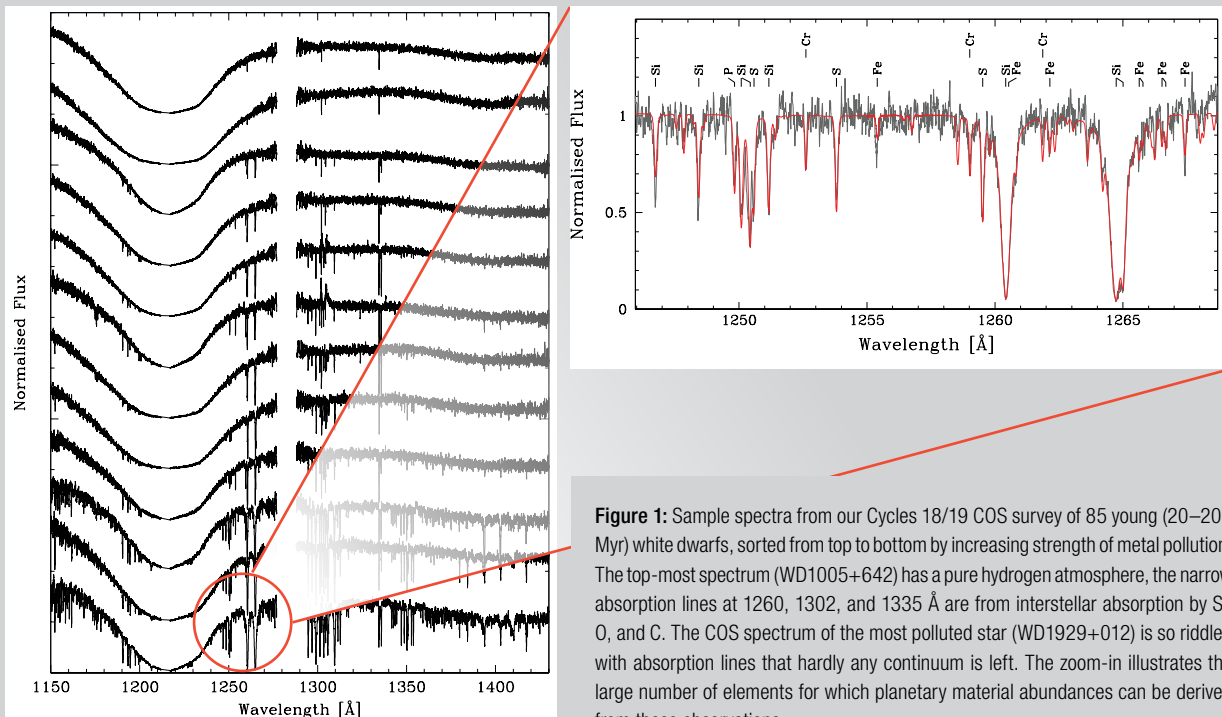 Normalised Flux
1150 1200 1250 1300 1350 1400
Wavelength [Å]
Normalised Flux
Si Si P Si S Si Cr S Fe Cr S Si Fe Cr Fe Si Fe Fe Fe
1
0.5
0
1250 1255 1260 1265
Wavelength [Å]
Figure 1: Sample spectra from our Cycles 18/19 COS survey of 85 young (20–20
Myr) white dwarfs, sorted from top to bottom by increasing strength of metal pollution
The top-most spectrum (WD1005+642) has a pure hydrogen atmosphere, the narrow
absorption lines at 1260, 1302, and 1335 Å are from interstellar absorption by S
O, and C. The COS spectrum of the most polluted star (WD1929+012) is so riddle
with absorption lines that hardly any continuum is left. The zoom-in illustrates th
large number of elements for which planetary material abundances can be derive
from these observations